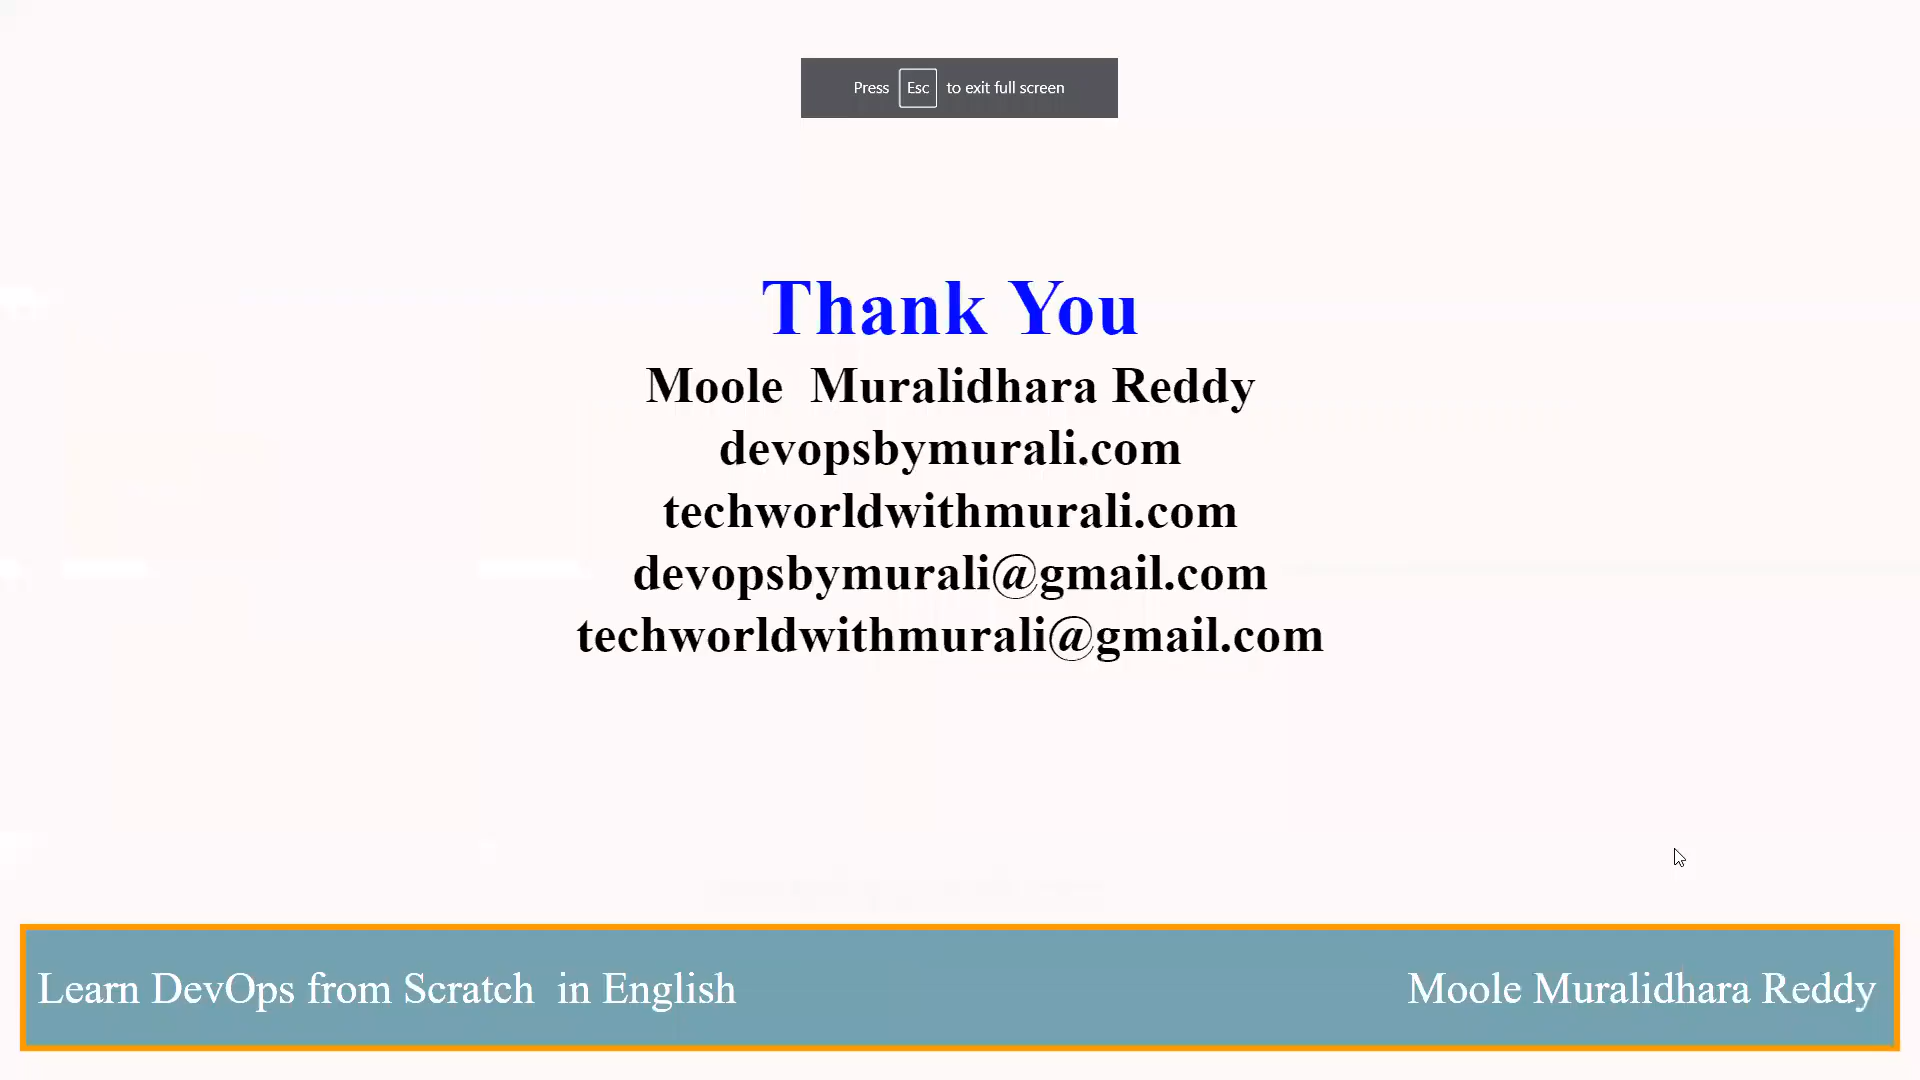 Press Esc to exit full screen
Thank You
Moole  Muralidhara Reddy
devopsbymurali.com
techworldwithmurali.com
devopsbymurali@gmail.com
techworldwithmurali@gmail.com
Learn DevOps from Scratch  in English
Moole Muralidhara Reddy